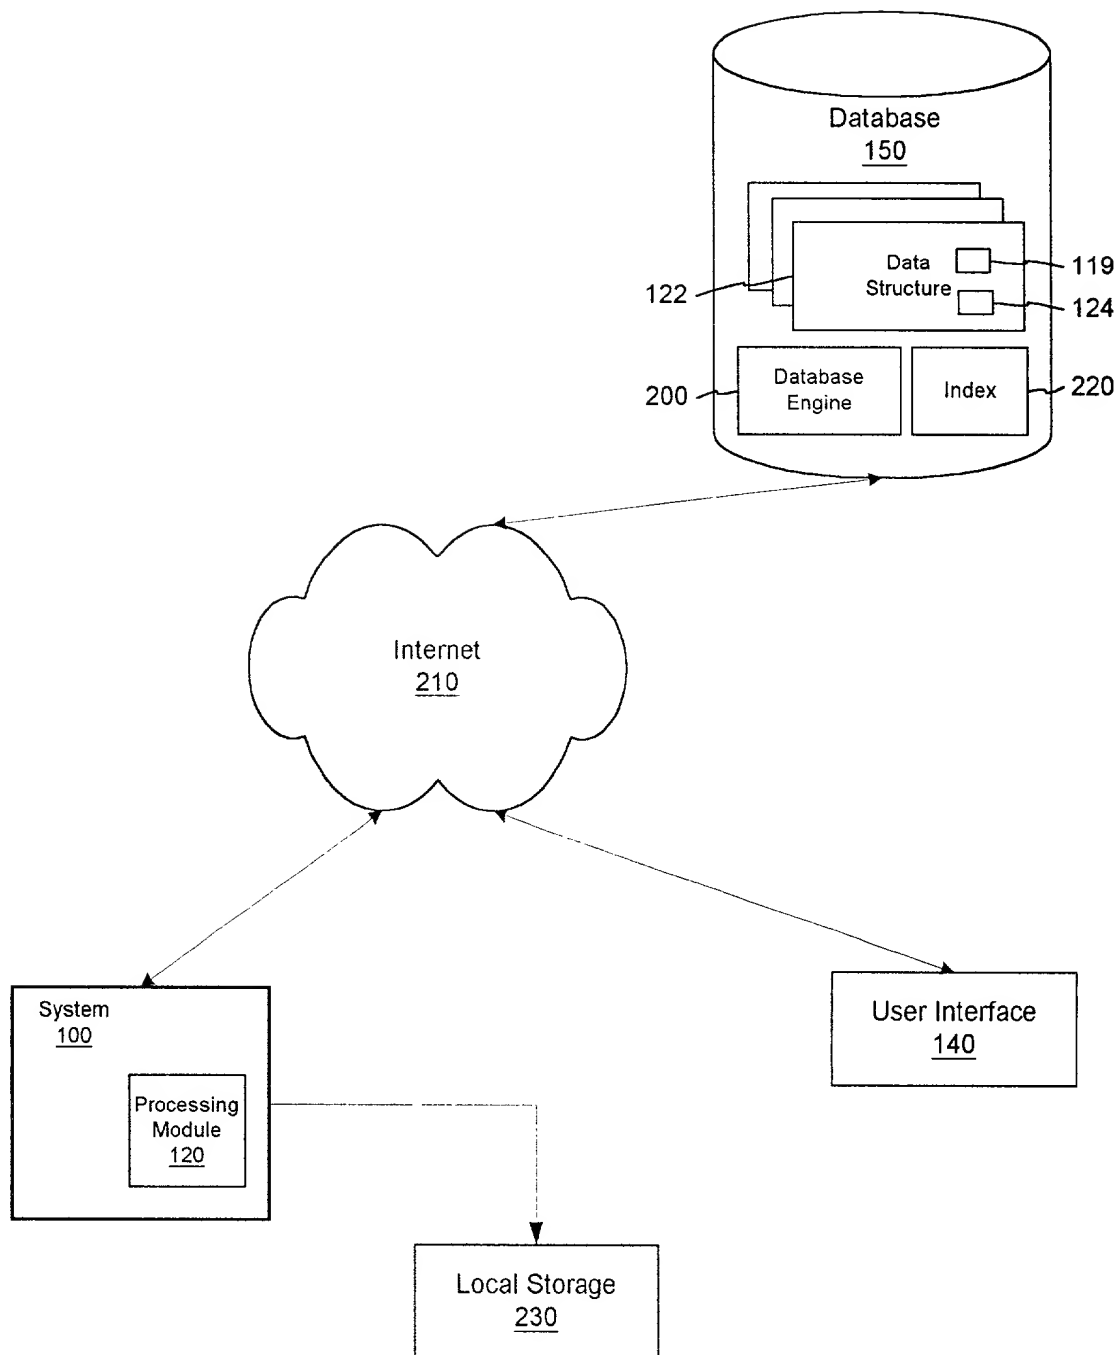 Database
150
Data
Structure
119
122
124
Database
Engine
200
Index
220
Internet
210
System
100
User Interface
140
Processing
Module
120
Local Storage
230